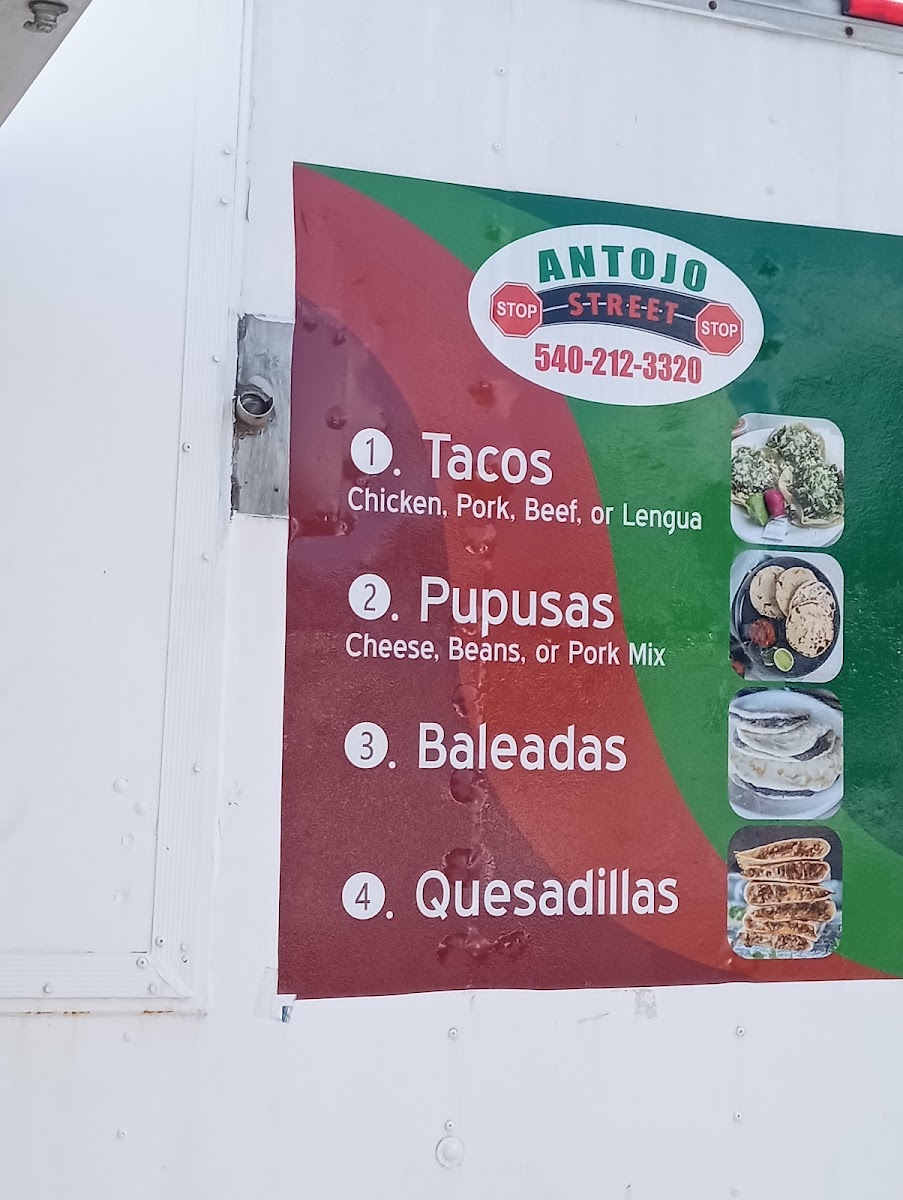 ANTOJO
STOP STREET STOP
540-212-3320
1. Tacos
Chicken, Pork, Beef, or Lengua
2. Pupusas
Cheese, Beans, or Pork Mix
3. Baleadas
4. Quesadillas